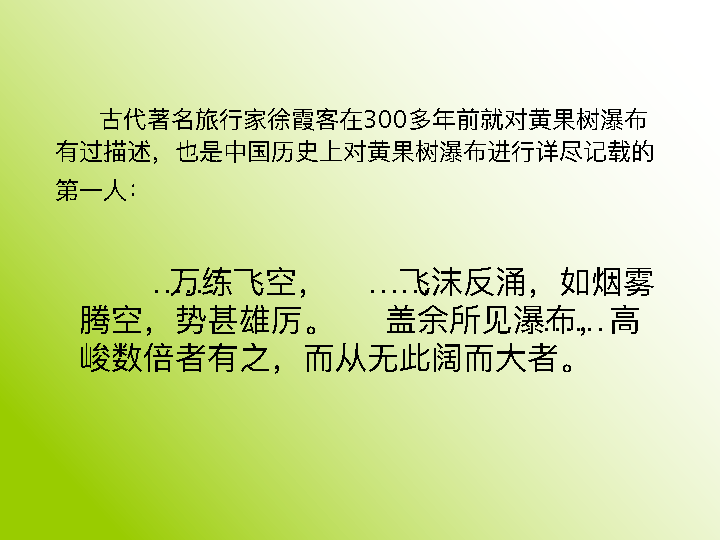 古代著名旅行家徐霞客在300多年前就对黄果树瀑布
有过描述，也是中国历史上对黄果树瀑布进行详尽记载的
第一人：
……万练飞空，……飞沫反涌，如烟雾
腾空，势甚雄厉。盖余所见瀑布，……高
峻数倍者有之，而从无此阔而大者。